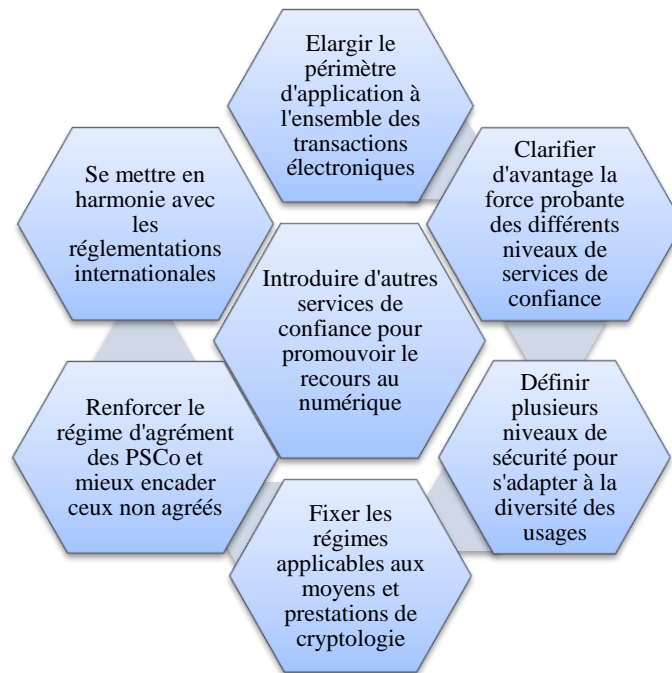 Elargir le
périmètre
d'application à
l'ensemble des
transactions
électroniques
Clarifier
d'avantage la
force probante
des différents
niveaux de
services de
confiance
Définir
plusieurs
niveaux de
sécurité pour
s'adapter à la
diversité des
usages
Fixer les
régimes
applicables aux
moyens et
prestations de
cryptologie
Renforcer le
régime d'agrément
des PSCo et
mieux encader
ceux non agréés
Se mettre en
harmonie avec
les
réglementations
internationales
Introduire d'autres
services de
confiance pour
promouvoir le
recours au
numérique